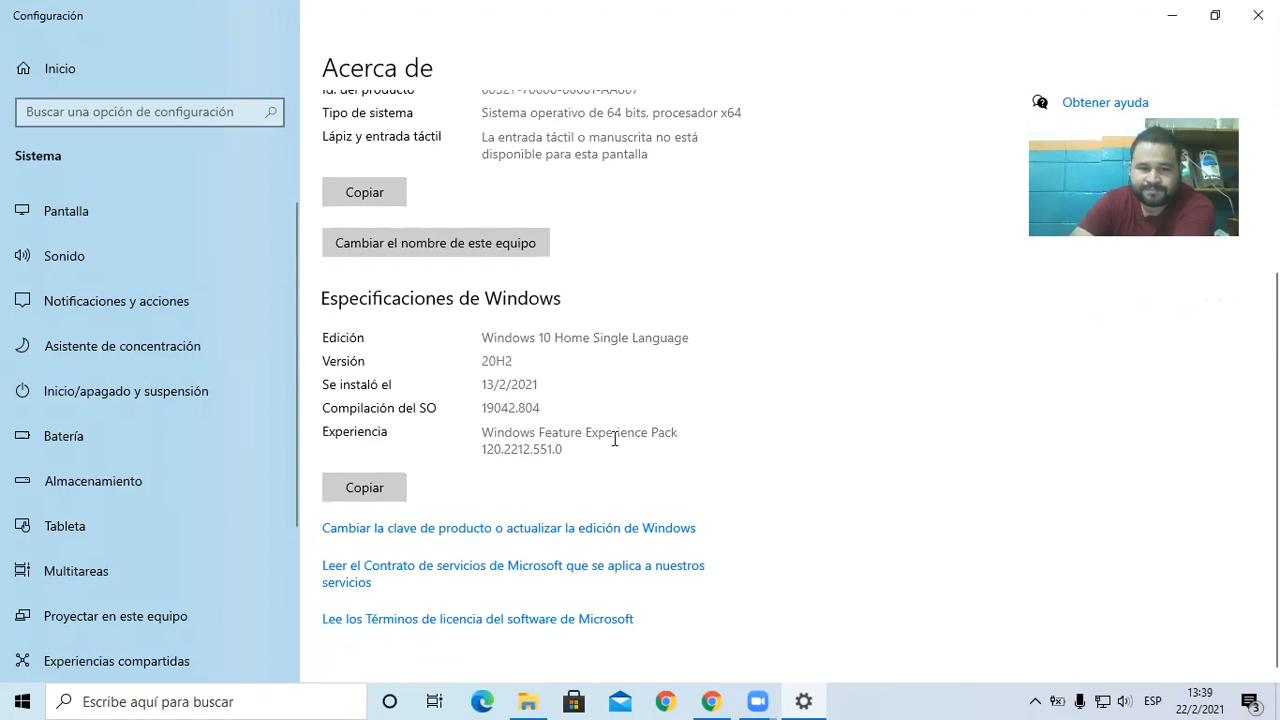 Configuración
Inicio
Buscar una opción de configuración
Sistema
Pantalla
Sonido
Notificaciones y acciones
Asistente de concentración
Inicio/apagado y suspensión
Batería
Almacenamiento
Tableta
Multitareas
Proyectar en este equipo
Experiencias compartidas
Acerca de
Id. del producto
Tipo de sistema Sistema operativo de 64 bits, procesador x64
Lápiz y entrada táctil La entrada táctil o manuscrita no está
disponible para esta pantalla
Copiar
Cambiar el nombre de este equipo
Especificaciones de Windows
Edición Windows 10 Home Single Language
Versión 20H2
Se instaló el 13/2/2021
Compilación del SO 19042.804
Experiencia Windows Feature Experience Pack
120.2212.551.0
Copiar
Cambiar la clave de producto o actualizar la edición de Windows
Leer el Contrato de servicios de Microsoft que se aplica a nuestros
servicios
Lee los Términos de licencia del software de Microsoft
Obtener ayuda
Escribe aquí para buscar
ESP
13:39
22/2/2021
3